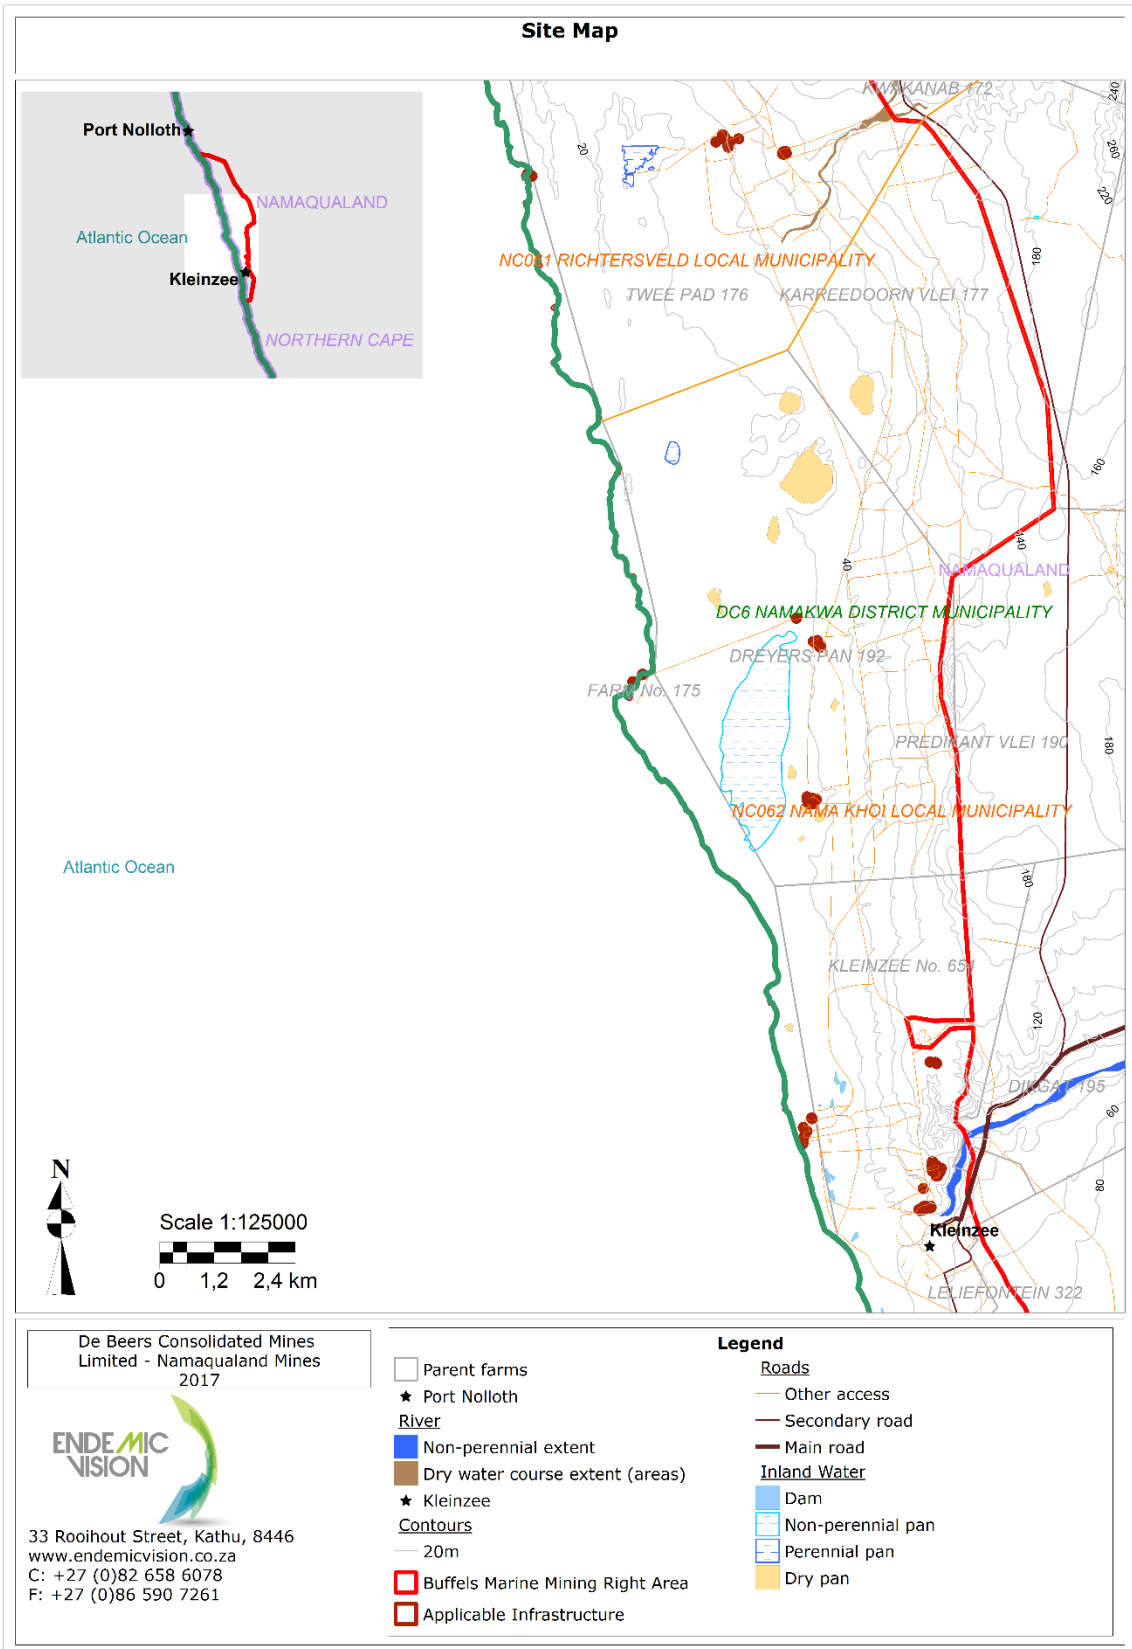 Site Map
Port Nolloth
NAMAQUALAND
Atlantic Ocean
Kleinzee
NORTHERN CAPE
KWAKANAB 172
240
20
260
220
180
NC061 RICHTERSVELD LOCAL MUNICIPALITY
TWEE PAD 176
KARREEDOORN VLEI 177
160
140
40
NAMAQUALAND
DC6 NAMAKWA DISTRICT MUNICIPALITY
DREYERS PAN 192
FARM No. 175
PREDIKANT VLEI 190
180
NC062 NAMA KHOI LOCAL MUNICIPALITY
Atlantic Ocean
180
KLEINZEE No. 654
120
DIKGAT 195
60
80
N
Scale 1:125000
0 1,2 2,4 km
Kleinzee
LELIEFONTEIN 322
De Beers Consolidated Mines
Limited - Namaqualand Mines
2017
ENDEMIC
VISION
33 Rooihout Street, Kathu, 8446
www.endemicvision.co.za
C: +27 (0)82 658 6078
F: +27 (0)86 590 7261
Legend
Parent farms
Port Nolloth
River
Non-perennial extent
Dry water course extent (areas)
Kleinzee
Contours
20m
Buffels Marine Mining Right Area
Applicable Infrastructure
Roads
Other access
Secondary road
Main road
Inland Water
Dam
Non-perennial pan
Perennial pan
Dry pan